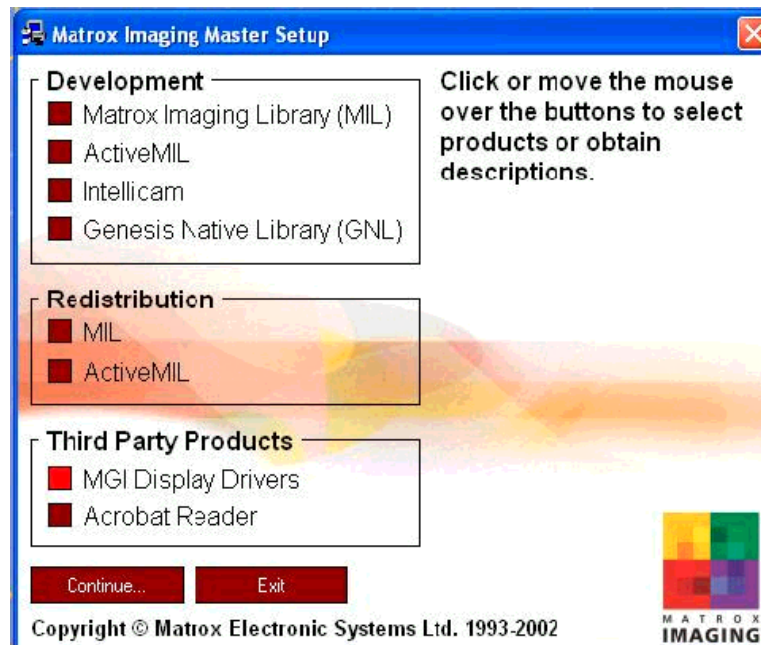 Matrox Imaging Master Setup
Development
Matrox Imaging Library (MIL)
ActiveMIL
Intellicam
Genesis Native Library (GNL)
Click or move the mouse
over the buttons to select
products or obtain
descriptions.
Redistribution
MIL
ActiveMIL
Third Party Products
MGI Display Drivers
Acrobat Reader
Continue...
Exit
Copyright © Matrox Electronic Systems Ltd. 1993-2002
MATROX
IMAGING